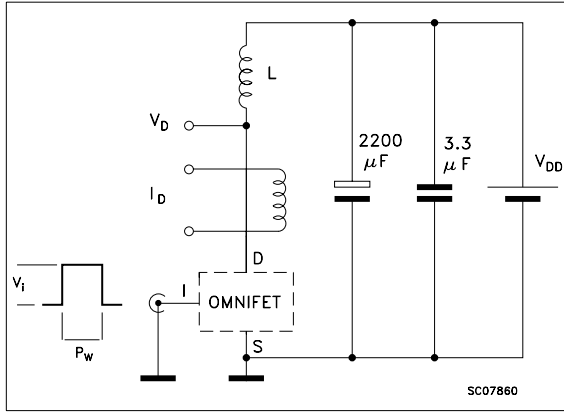 L
V_D
2200 μF
3.3 μF
V_DD
I_D
D
V_i
I
OMNIFET
P_W
S
SC07860